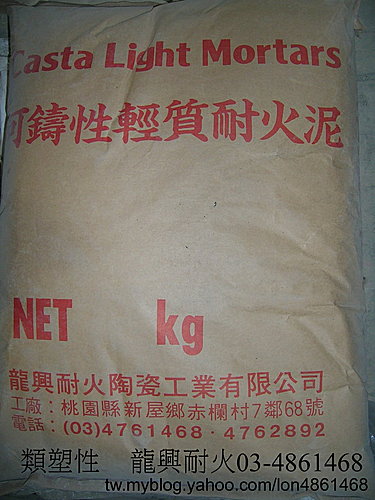 Casta Light Mortars
可鑄性輕質耐火泥
NET kg
龍興耐火陶瓷工業有限公司
工廠：桃園縣新屋鄉赤欄村7鄰68號
電話：(03)4761468．4762892
類塑性 龍興耐火03-4861468
tw.myblog.yahoo.com/lon4861468